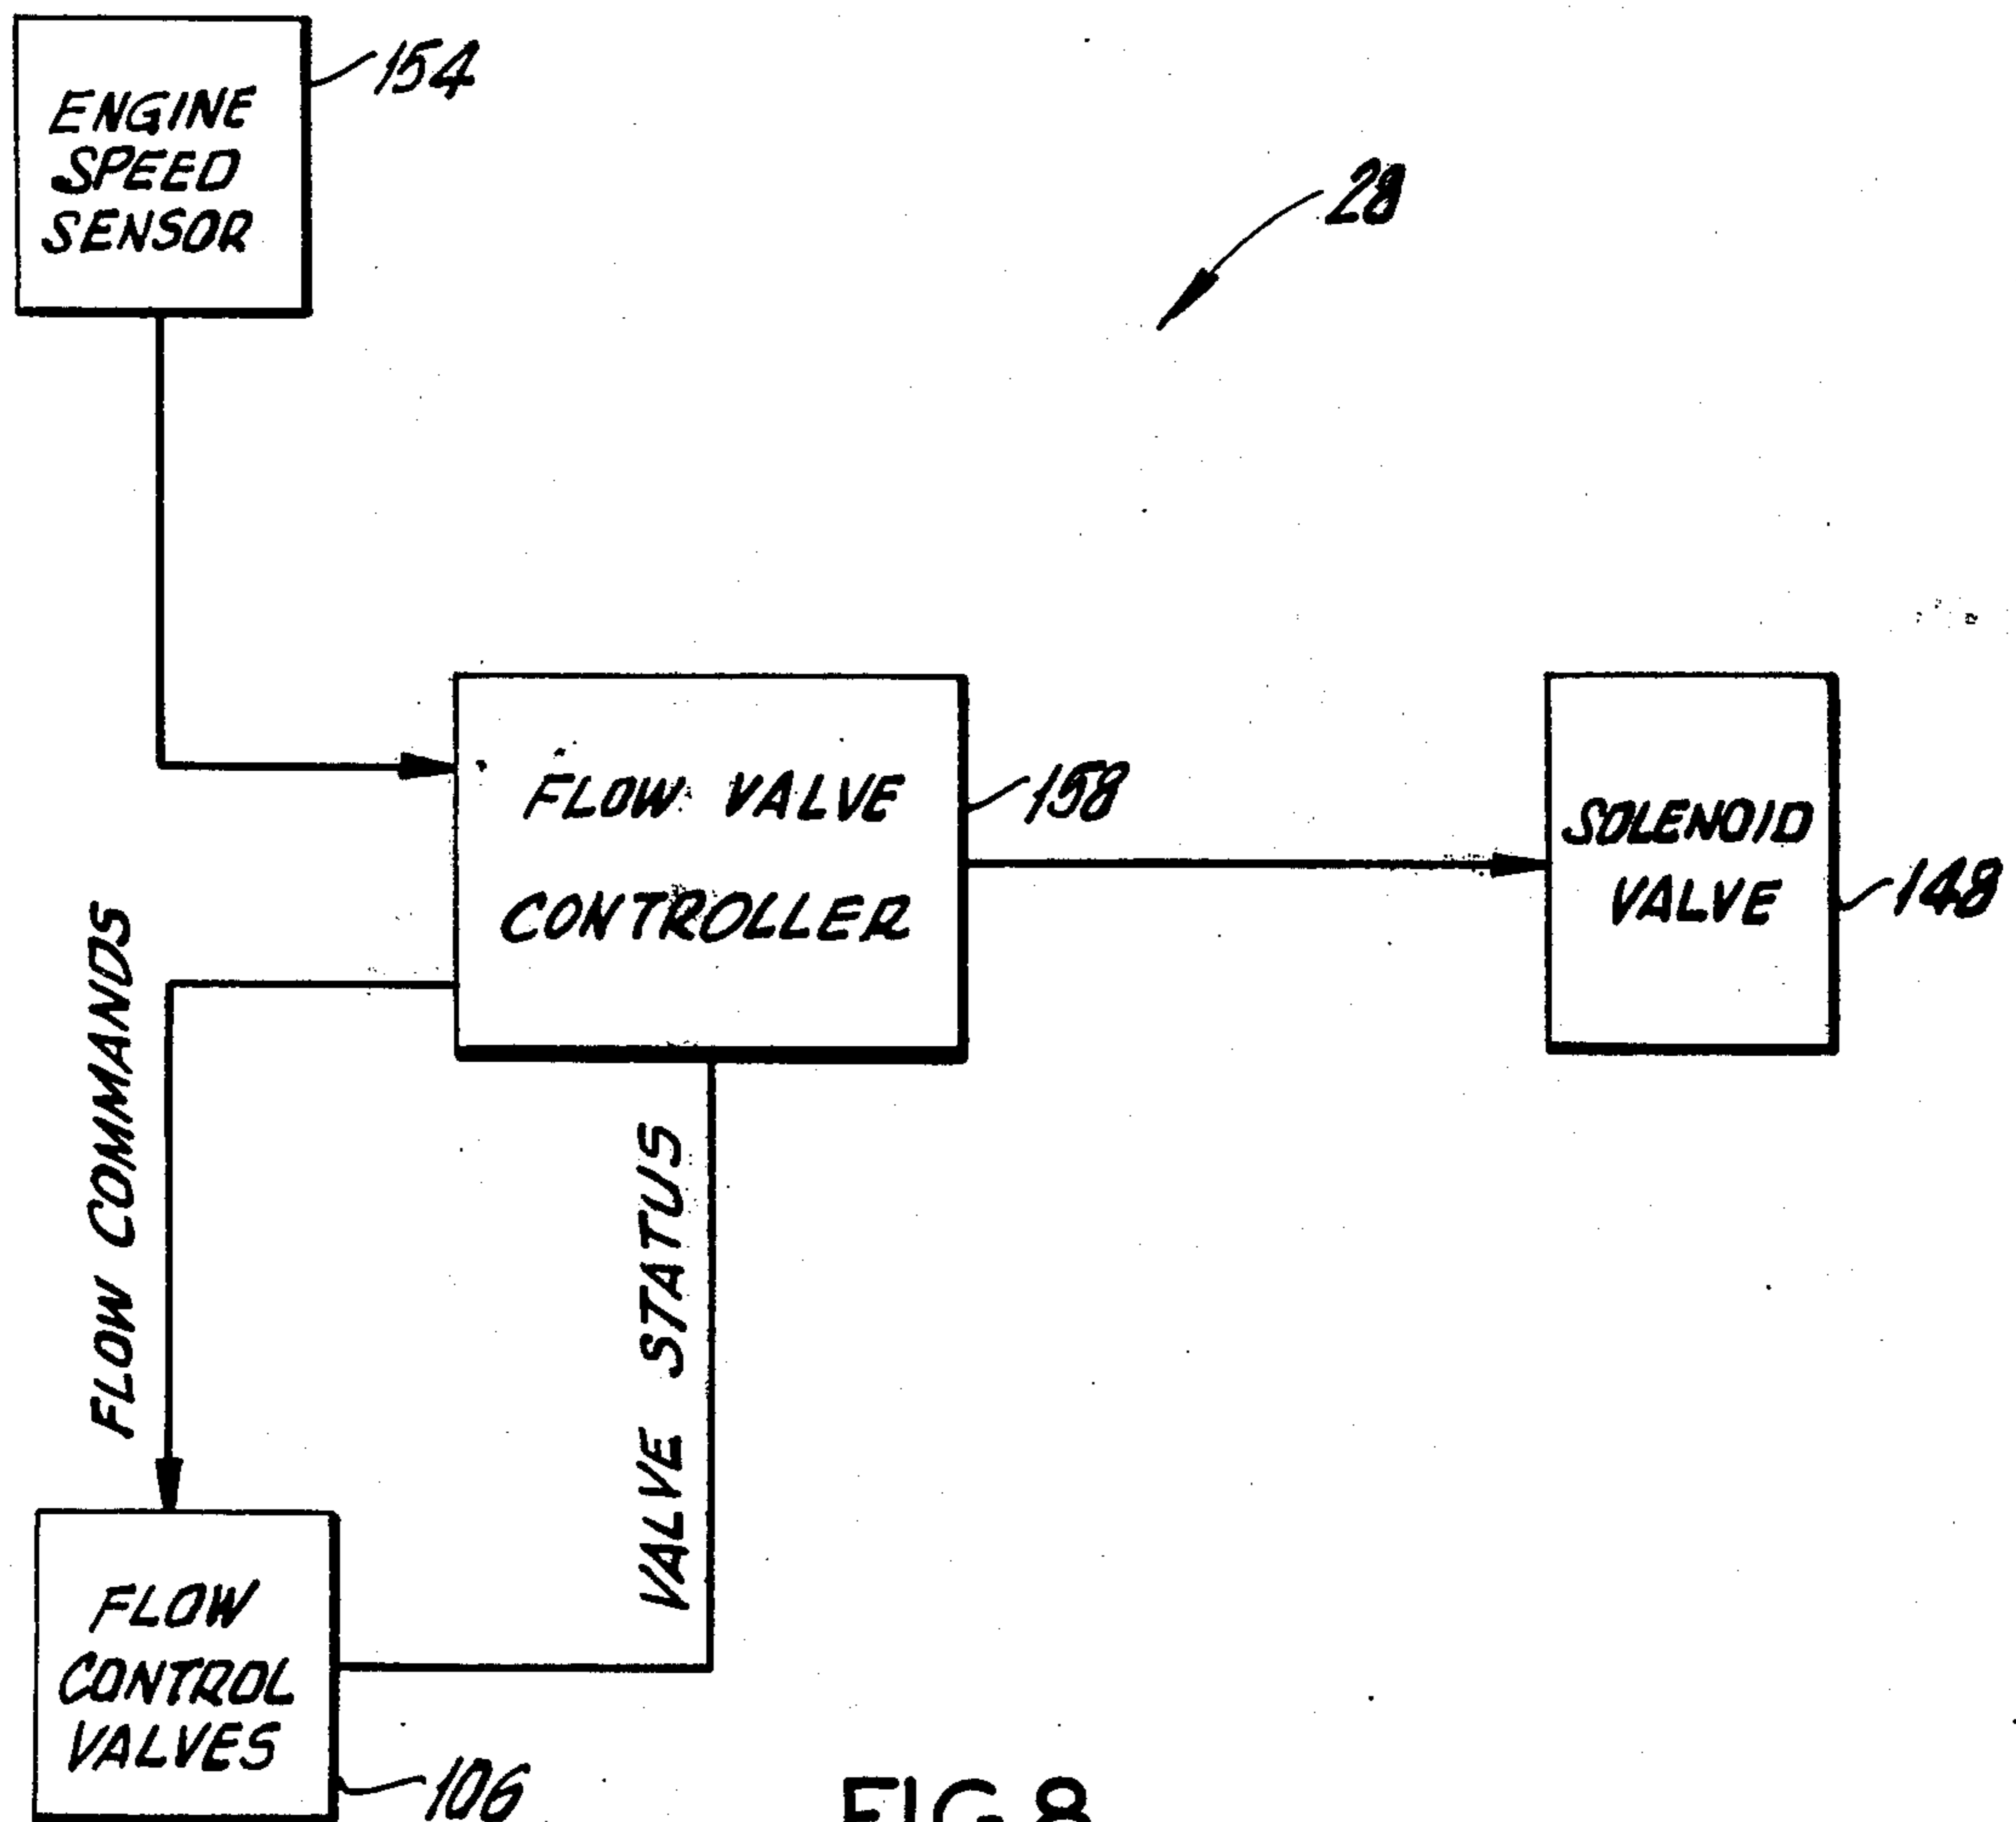 ENGINE
SPEED
SENSOR
154
28
FLOW VALVE
CONTROLLER
158
SOLENOID
VALVE
148
FLOW COMMANDS
VALVE STATUS
FLOW
CONTROL
VALVES
106
FIG. 8